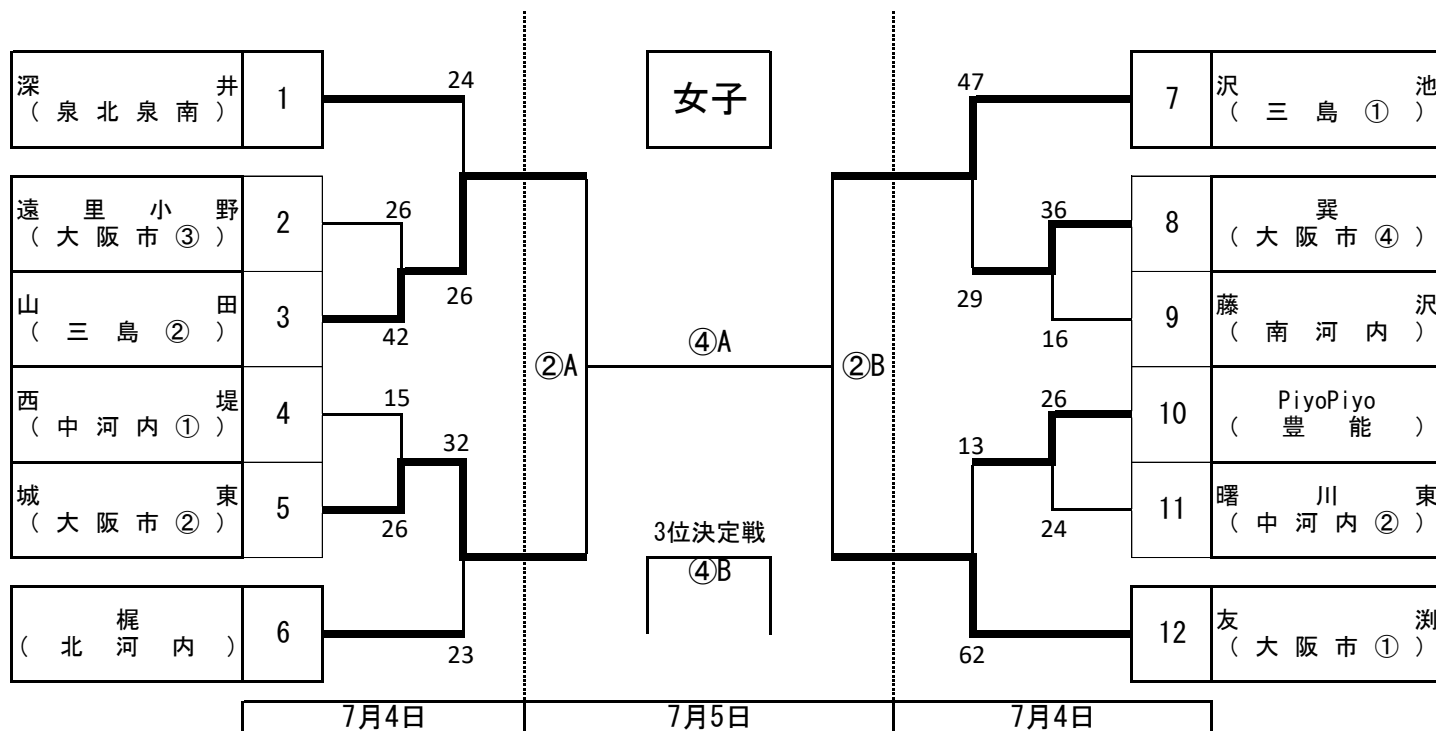 女子
深井
(泉北泉南)
1
24
遠里小野
(大阪市③)
2
26
山田
(三島②)
3
42
26
西堤
(中河内①)
4
15
城東
(大阪市②)
5
26
32
梶
(北河内)
6
23
②A
④A
②B
3位決定戦
④B
47
7
沢池
(三島①)
36
8
巽
(大阪市④)
29
16
9
藤沢
(南河内)
26
10
PiyoPiyo
(豊能)
13
24
11
曙川東
(中河内②)
62
12
友渕
(大阪市①)
7月4日
7月5日
7月4日